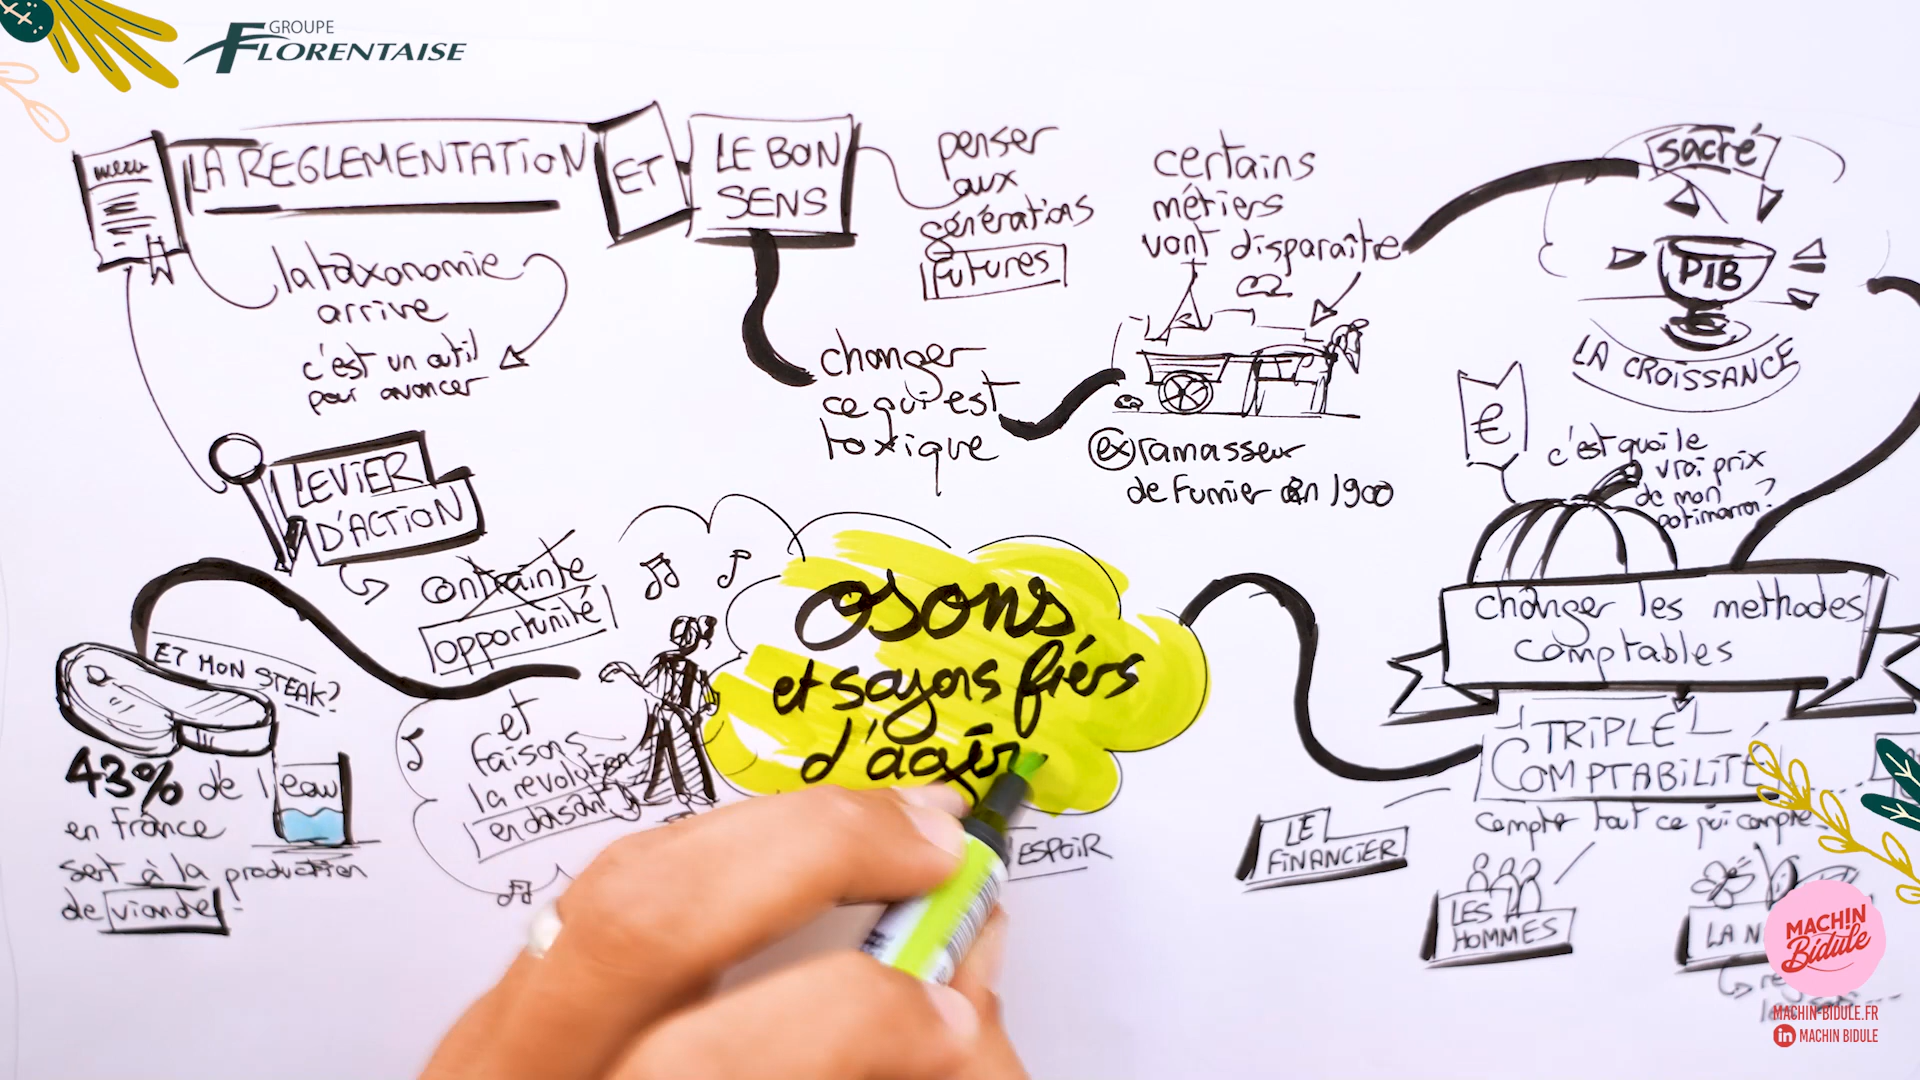 GROUPE
FLORENTAISE
menu
LA REGLEMENTATION
ET
LE BON
SENS
penser
aux
générations
futures
certains
métiers
vont disparaître
sacré
PIB
LA CROISSANCE
la taxonomie
arrive
c'est un outil
pour avancer
changer
ce qui est
toxique
ex ramasseur
de fumier en 1900
€
c'est quoi le
vrai prix
de mon
potimarron?
LEVIER
D'ACTION
contrainte
opportunité
osons
et soyons fiers
d'agir
changer les methodes
comptables
ET MON STEAK?
43% de l'eau
en france
sert à la production
de viande
et
faisons
la révolution
en dansant
TRIPLE
COMPTABILITÉ
compter tout ce qui compte
ESPOIR
LE
FINANCIER
LES
HOMMES
LA N
MACHIN
Bidule
MACHIN-BIDULE.FR
in MACHIN BIDULE